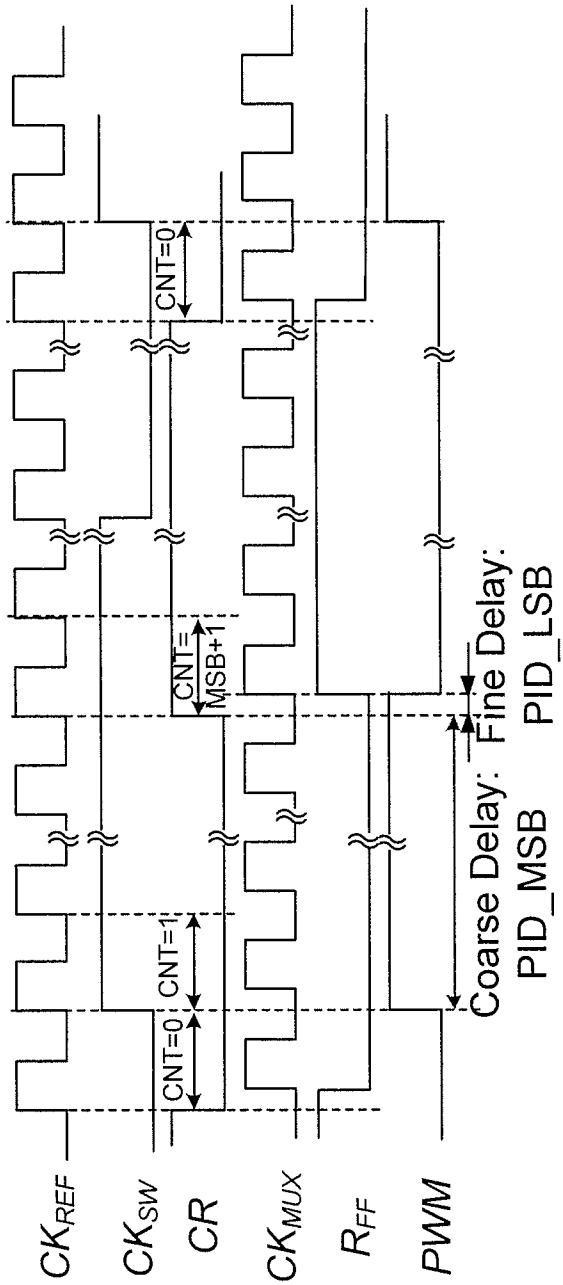 CK_REF
CK_SW
CR
CK_MUX
R_FF
PWM
CNT=0
CNT=1
CNT=
MSB+1
CNT=0
Coarse Delay:
PID_MSB
Fine Delay:
PID_LSB